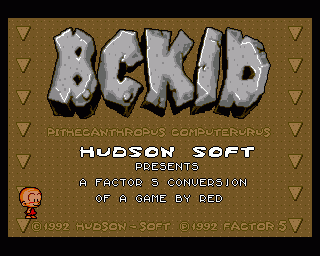 BCKID
PITHECANTHROPUS COMPUTERURUS
HUDSON SOFT
PRESENTS
A FACTOR 5 CONVERSION
OF A GAME BY RED
©1992 HUDSON-SOFT, ©1992 FACTOR 5